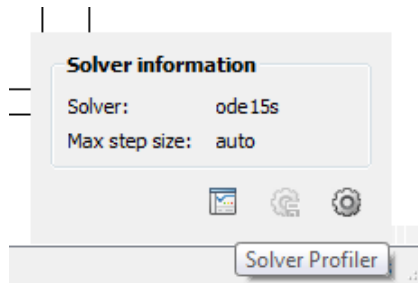 Solver information
Solver: ode15s
Max step size: auto
Solver Profiler